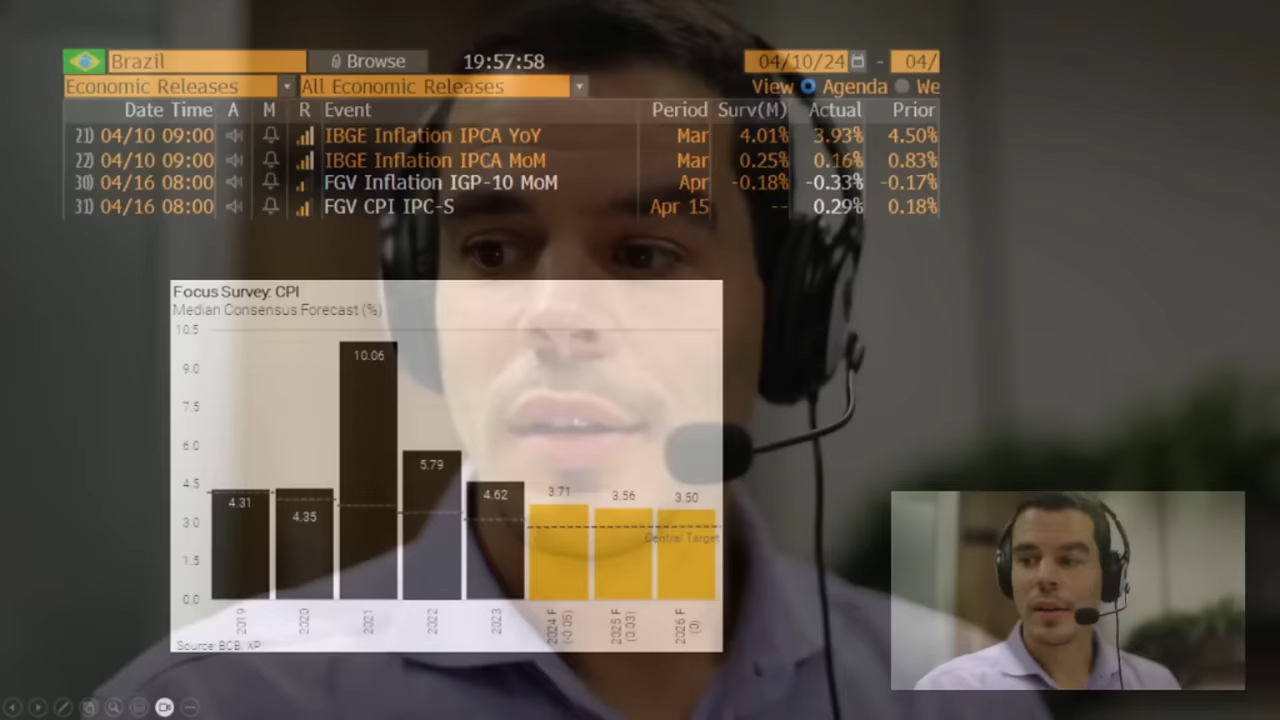 Brazil Browse 19:57:58 04/10/24 - 04/
Economic Releases All Economic Releases View Agenda We
Date Time A M R Event Period Surv(M) Actual Prior
21) 04/10 09:00 IBGE Inflation IPCA YoY Mar 4.01% 3.93% 4.50%
22) 04/10 09:00 IBGE Inflation IPCA MoM Mar 0.25% 0.16% 0.83%
30) 04/16 08:00 FGV Inflation IGP-10 MoM Apr -0.18% -0.33% -0.17%
31) 04/16 08:00 FGV CPI IPC-S Apr 15 -- 0.29% 0.18%
Focus Survey: CPI
Median Consensus Forecast (%)
10.5
9.0
7.5
6.0
4.5
3.0
1.5
0.0
4.31
4.35
10.06
5.79
4.62
3.71
3.56
3.50
Central Target
2019
2020
2021
2022
2023
2024 F
(-0.05)
2025 F
(0.03)
2026 F
(0)
Source: BCB, XP